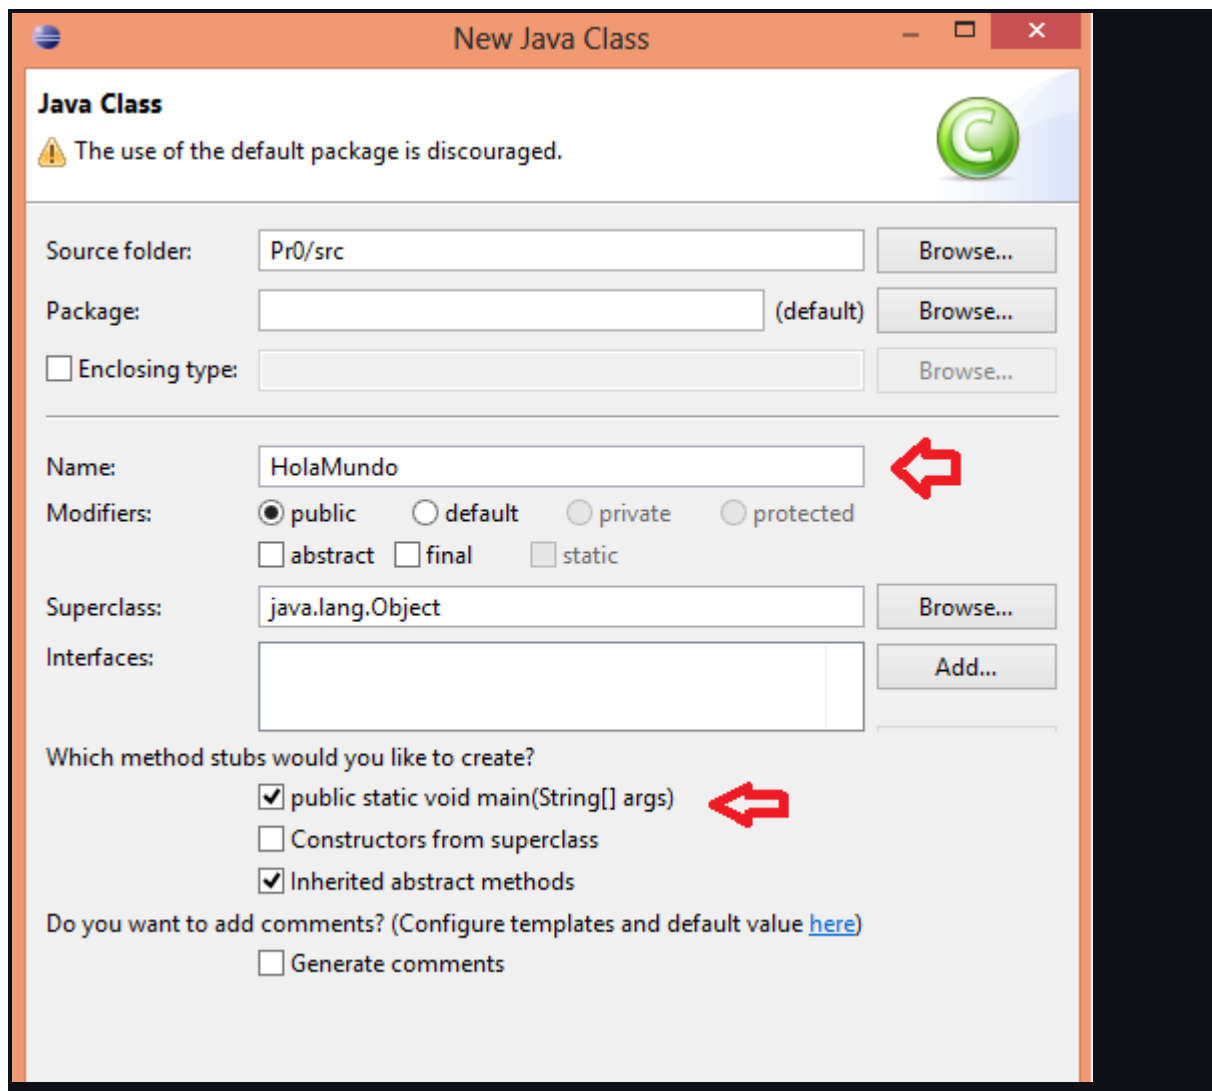 New Java Class
Java Class
The use of the default package is discouraged.
Source folder: Pr0/src Browse...
Package: (default) Browse...
Enclosing type: Browse...
Name: HolaMundo
Modifiers: public default private protected
abstract final static
Superclass: java.lang.Object Browse...
Interfaces: Add...
Which method stubs would you like to create?
public static void main(String[] args)
Constructors from superclass
Inherited abstract methods
Do you want to add comments? (Configure templates and default value here)
Generate comments